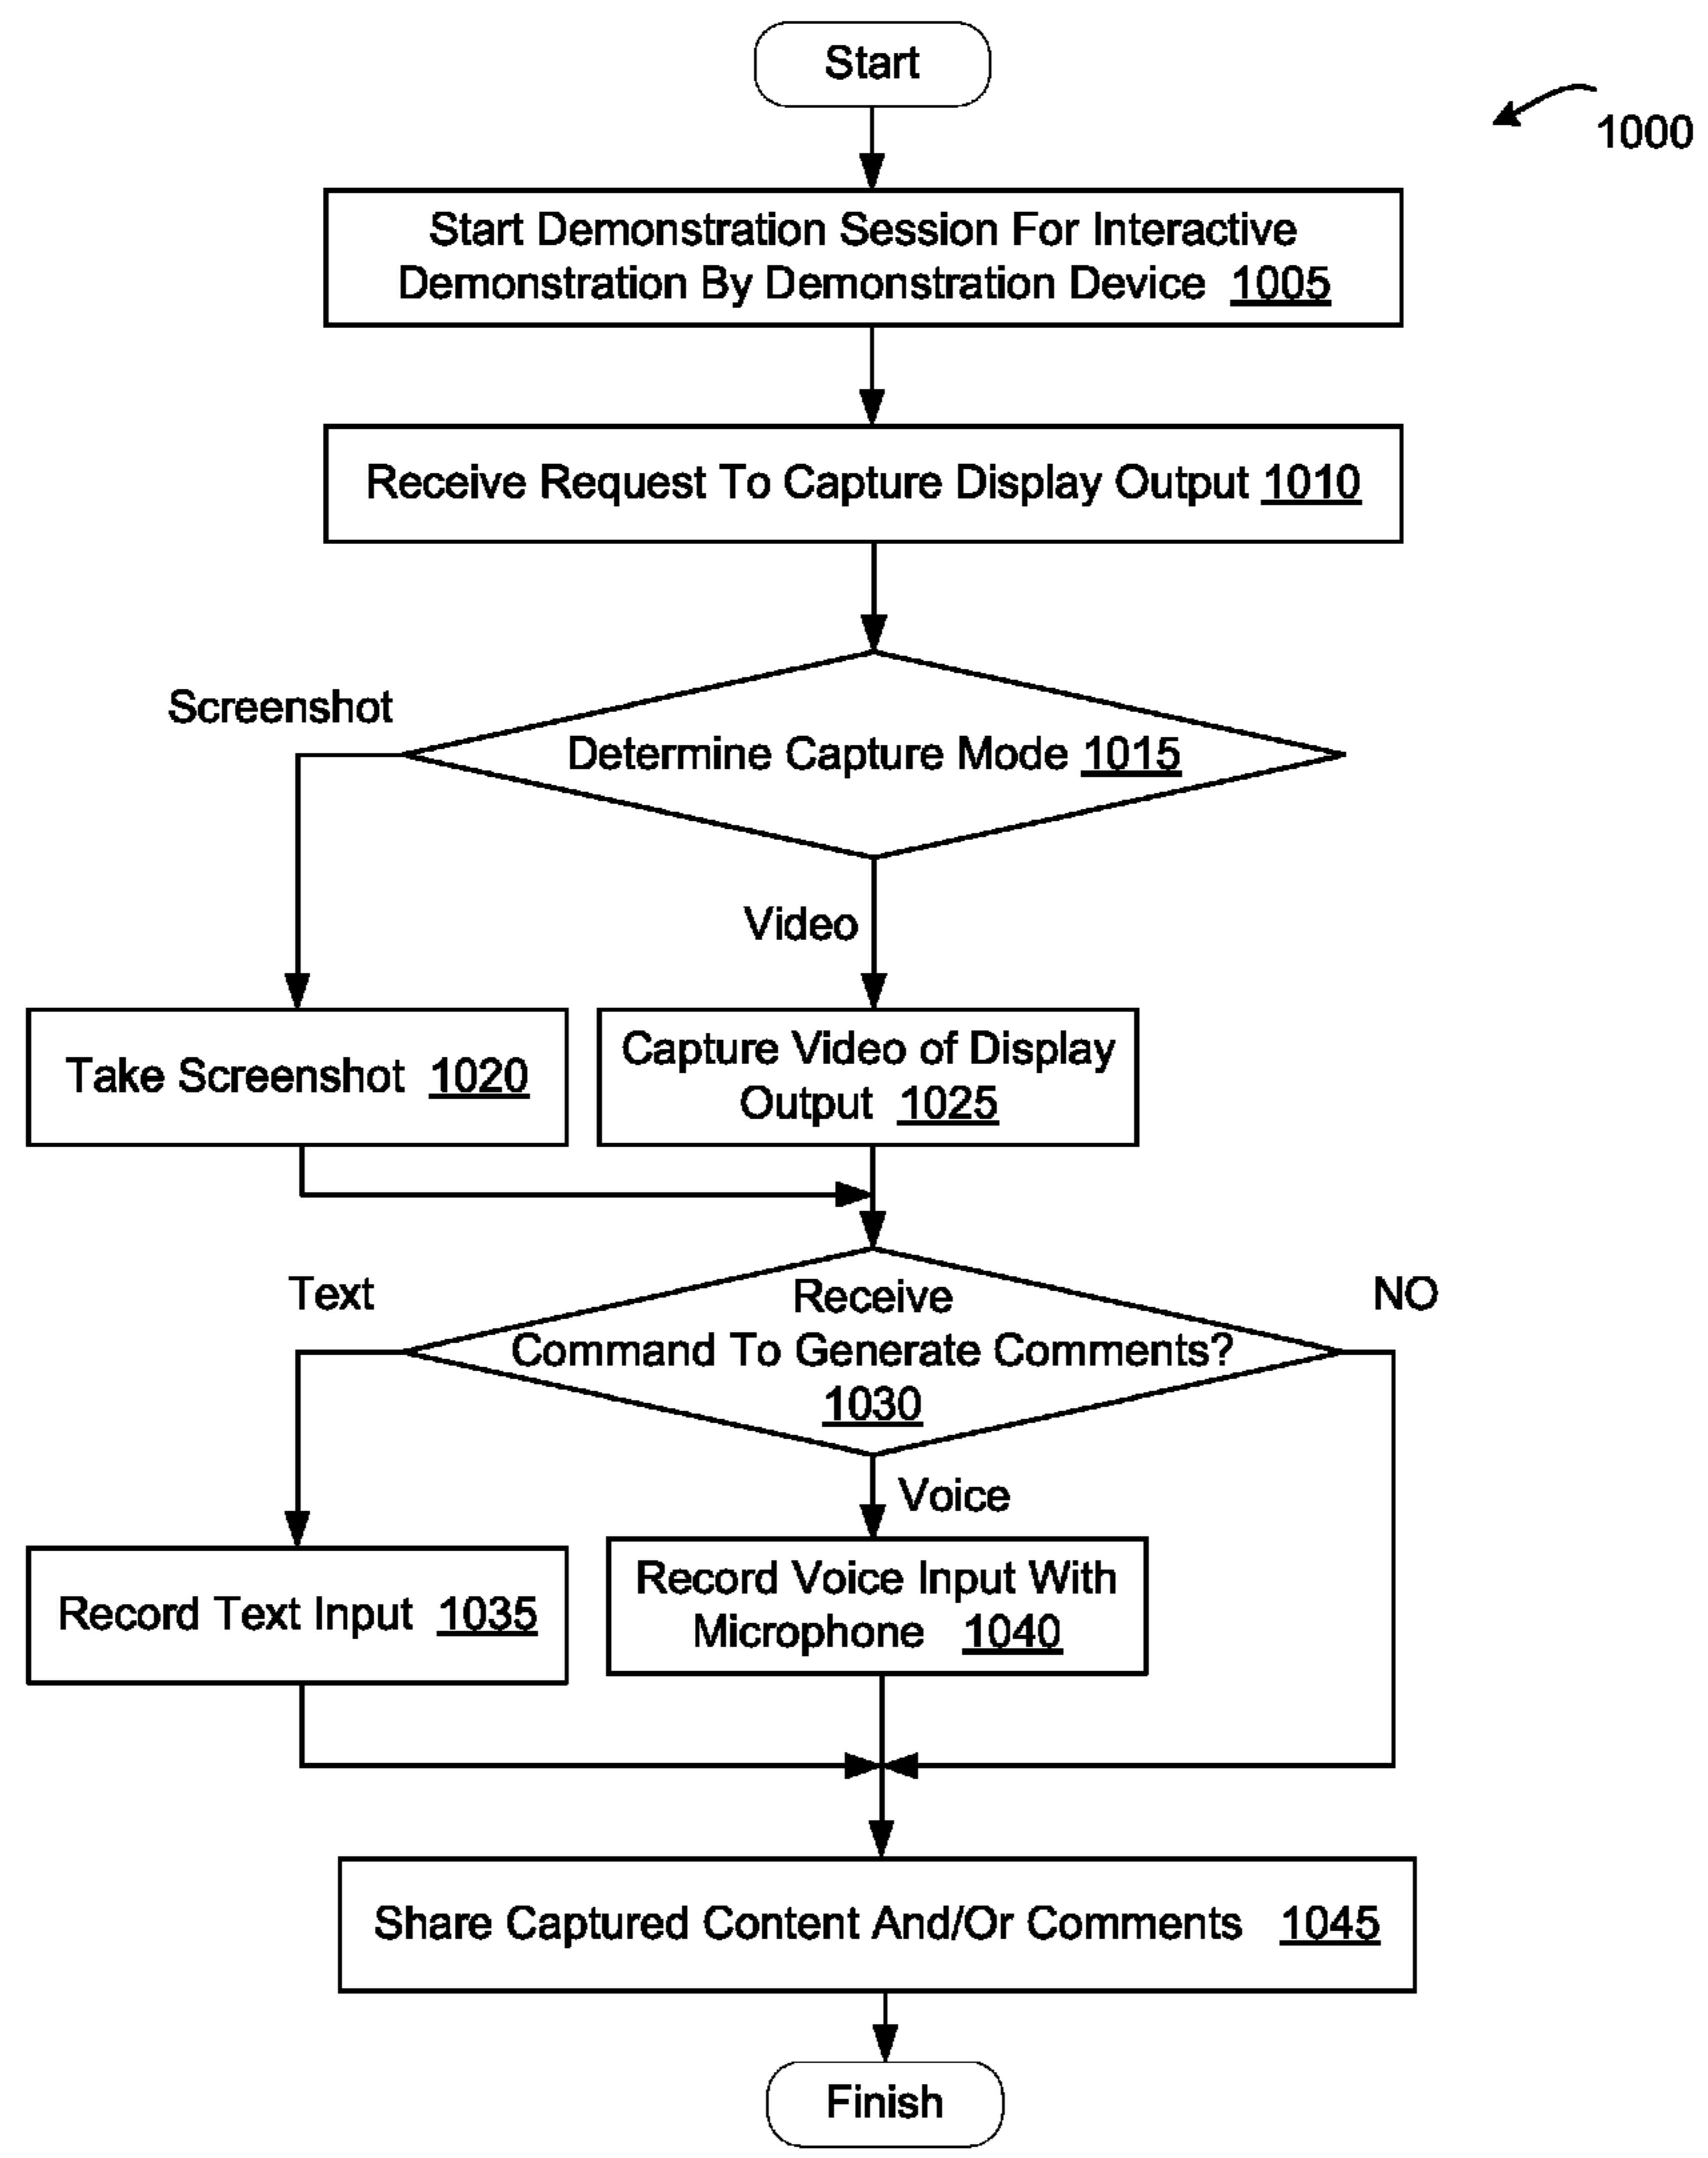 Start
1000
Start Demonstration Session For Interactive
Demonstration By Demonstration Device 1005
Receive Request To Capture Display Output 1010
Screenshot
Determine Capture Mode 1015
Video
Take Screenshot 1020
Capture Video of Display
Output 1025
Text
NO
Receive
Command To Generate Comments?
1030
Voice
Record Text Input 1035
Record Voice Input With
Microphone 1040
Share Captured Content And/Or Comments 1045
Finish